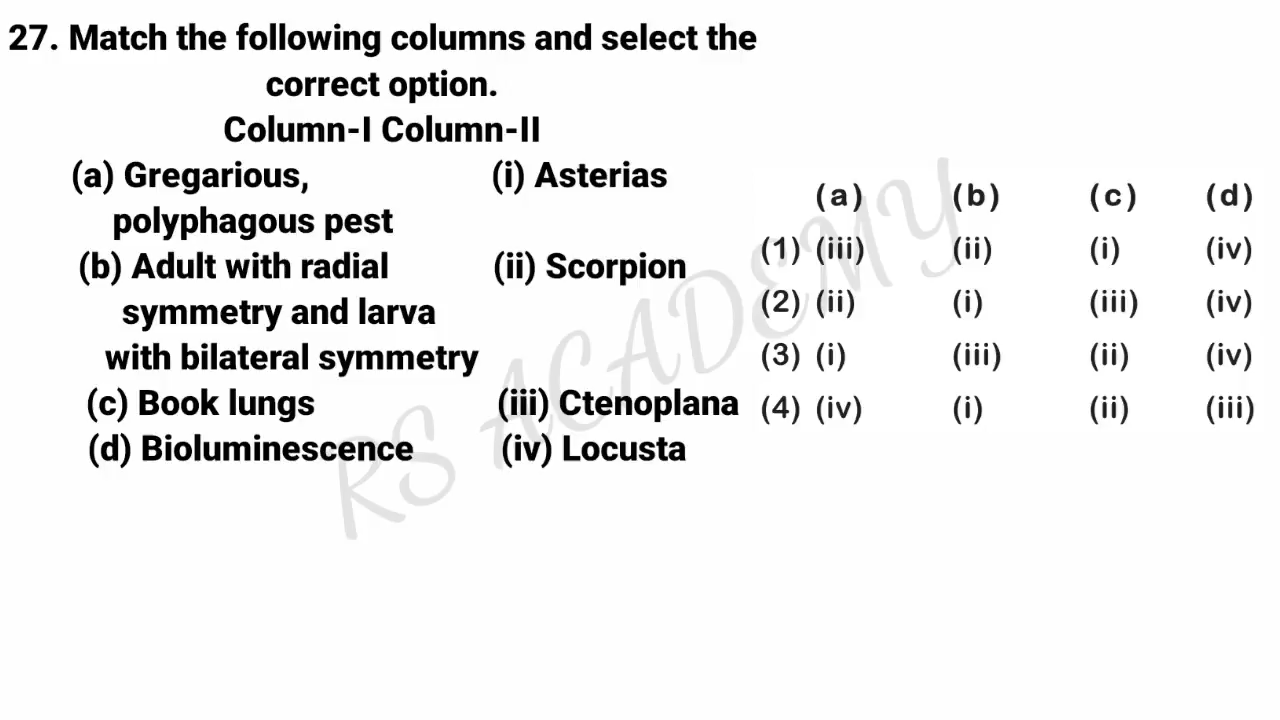 27. Match the following columns and select the
correct option.
Column-I Column-II
(a) Gregarious, (i) Asterias
polyphagous pest
(b) Adult with radial (ii) Scorpion
symmetry and larva
with bilateral symmetry
(c) Book lungs (iii) Ctenoplana
(d) Bioluminescence (iv) Locusta
(a) (b) (c) (d)
(1) (iii) (ii) (i) (iv)
(2) (ii) (i) (iii) (iv)
(3) (i) (iii) (ii) (iv)
(4) (iv) (i) (ii) (iii)
RS ACADEMY